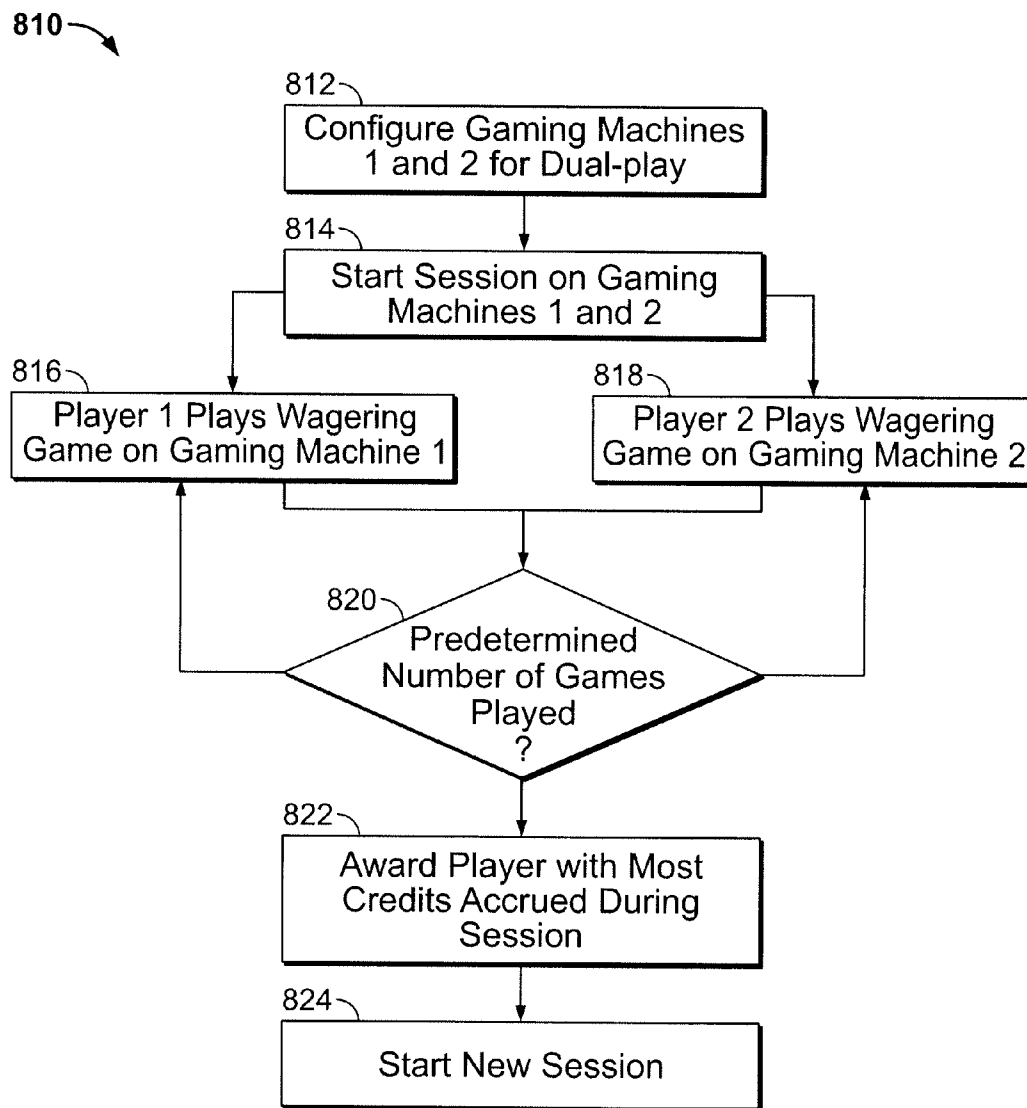 810
812
Configure Gaming Machines
1 and 2 for Dual-play
814
Start Session on Gaming
Machines 1 and 2
816
Player 1 Plays Wagering
Game on Gaming Machine 1
818
Player 2 Plays Wagering
Game on Gaming Machine 2
820
Predetermined
Number of Games
Played
?
822
Award Player with Most
Credits Accrued During
Session
824
Start New Session